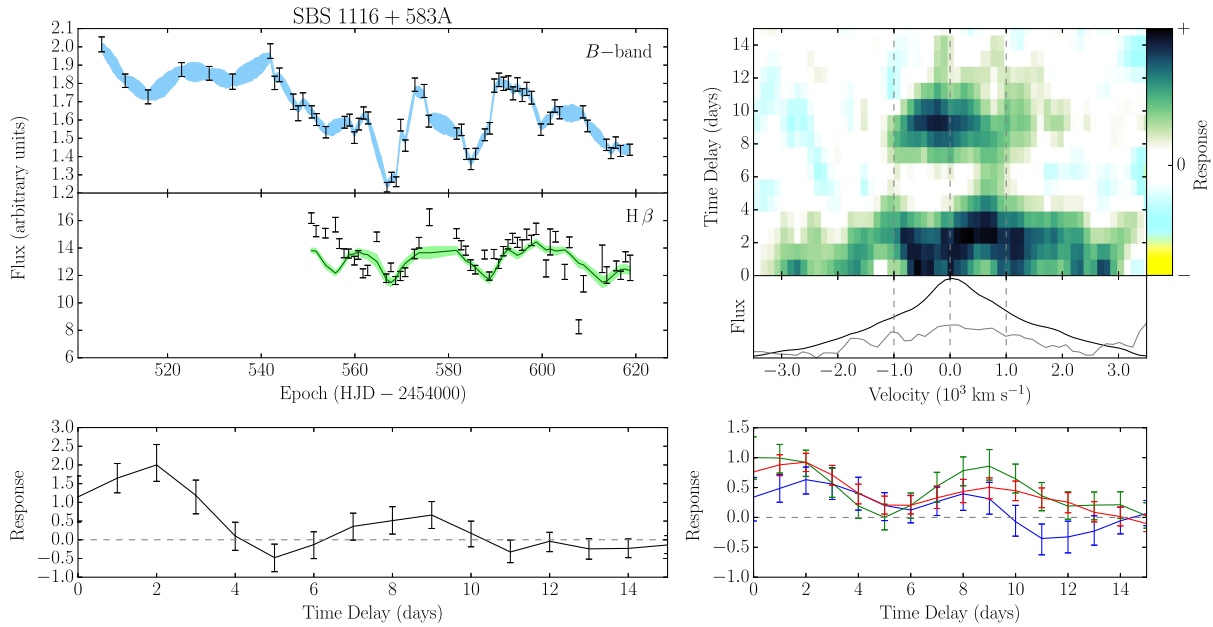 SBS 1116 + 583A
B−band
2.1
2.0
1.9
1.8
1.7
1.6
1.5
1.4
1.3
1.2
Hβ
16
14
12
10
8
6
Flux (arbitrary units)
520 540 560 580 600 620
Epoch (HJD − 2454000)
14
12
10
8
6
4
2
0
Time Delay (days)
+
0
−
Response
Flux
−3.0 −2.0 −1.0 0.0 1.0 2.0 3.0
Velocity (10³ km s⁻¹)
3.0
2.5
2.0
1.5
1.0
0.5
0.0
−0.5
−1.0
Response
0 2 4 6 8 10 12 14
Time Delay (days)
1.5
1.0
0.5
0.0
−0.5
−1.0
Response
0 2 4 6 8 10 12 14
Time Delay (days)